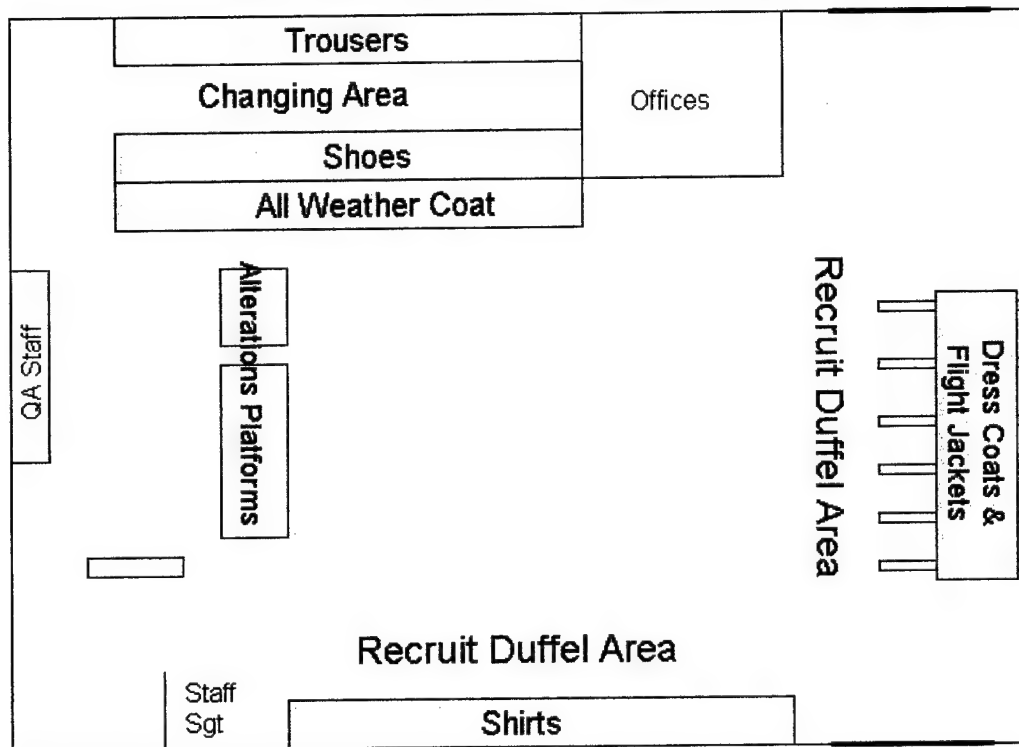 Trousers
Changing Area
Offices
Shoes
All Weather Coat
QA Staff
Alterations Platforms
Recruit Duffel Area
Dress Coats &
Flight Jackets
Recruit Duffel Area
Staff
Sgt
Shirts